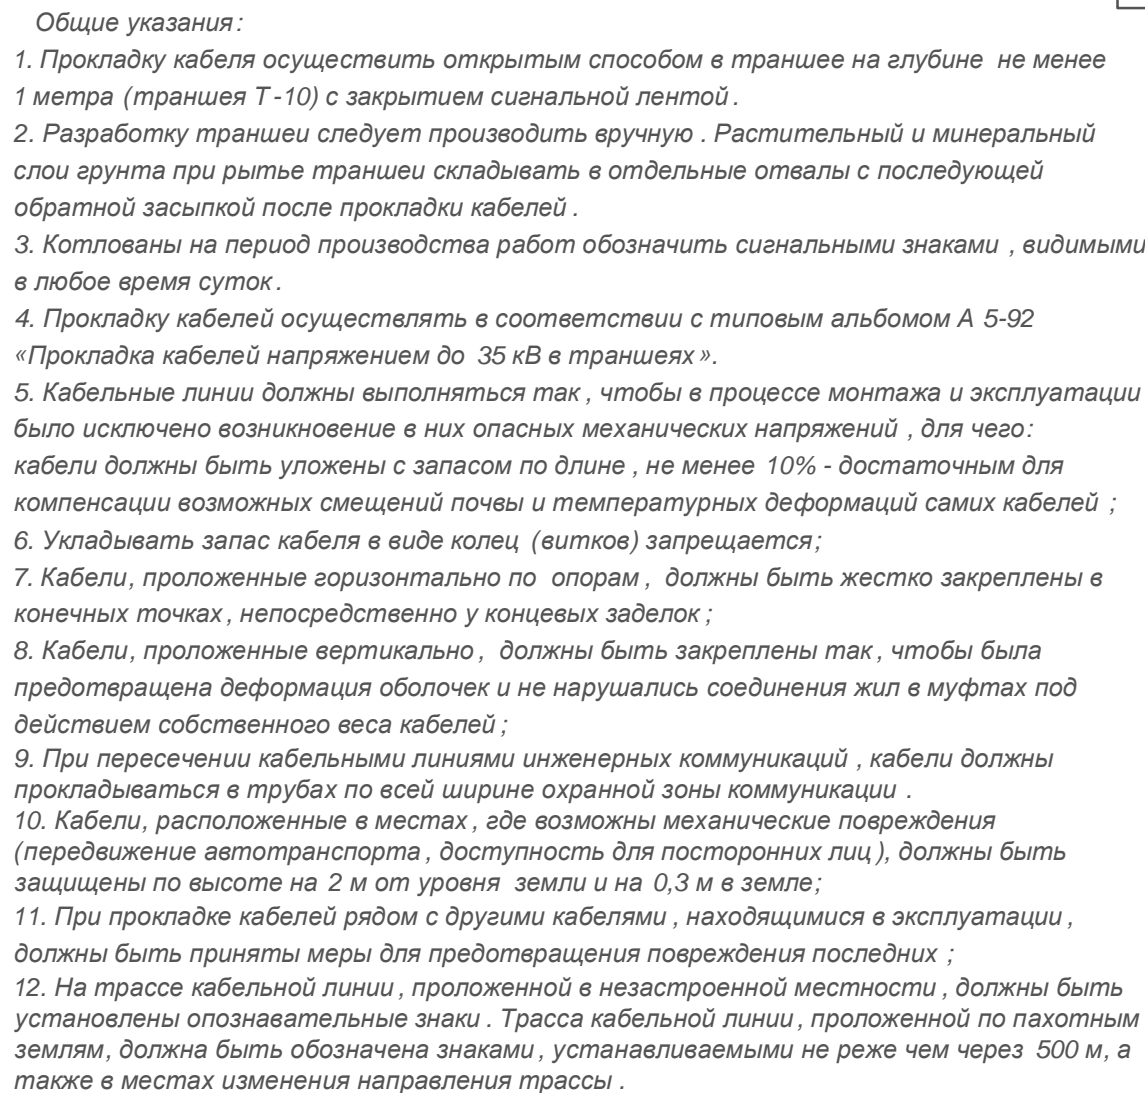 Общие указания:
1. Прокладку кабеля осуществить открытым способом в траншее на глубине не менее
1 метра (траншея Т-10) с закрытием сигнальной лентой.
2. Разработку траншеи следует производить вручную. Растительный и минеральный
слои грунта при рытье траншеи складывать в отдельные отвалы с последующей
обратной засыпкой после прокладки кабелей.
3. Котлованы на период производства работ обозначить сигнальными знаками, видимыми
в любое время суток.
4. Прокладку кабелей осуществлять в соответствии с типовым альбомом А 5-92
«Прокладка кабелей напряжением до 35 кВ в траншеях».
5. Кабельные линии должны выполняться так, чтобы в процессе монтажа и эксплуатации
было исключено возникновение в них опасных механических напряжений, для чего:
кабели должны быть уложены с запасом по длине, не менее 10% - достаточным для
компенсации возможных смещений почвы и температурных деформаций самих кабелей;
6. Укладывать запас кабеля в виде колец (витков) запрещается;
7. Кабели, проложенные горизонтально по опорам, должны быть жестко закреплены в
конечных точках, непосредственно у концевых заделок;
8. Кабели, проложенные вертикально, должны быть закреплены так, чтобы была
предотвращена деформация оболочек и не нарушались соединения жил в муфтах под
действием собственного веса кабелей;
9. При пересечении кабельными линиями инженерных коммуникаций, кабели должны
прокладываться в трубах по всей ширине охранной зоны коммуникации.
10. Кабели, расположенные в местах, где возможны механические повреждения
(передвижение автотранспорта, доступность для посторонних лиц), должны быть
защищены по высоте на 2 м от уровня земли и на 0,3 м в земле;
11. При прокладке кабелей рядом с другими кабелями, находящимися в эксплуатации,
должны быть приняты меры для предотвращения повреждения последних;
12. На трассе кабельной линии, проложенной в незастроенной местности, должны быть
установлены опознавательные знаки. Трасса кабельной линии, проложенной по пахотным
землям, должна быть обозначена знаками, устанавливаемыми не реже чем через 500 м, а
также в местах изменения направления трассы.